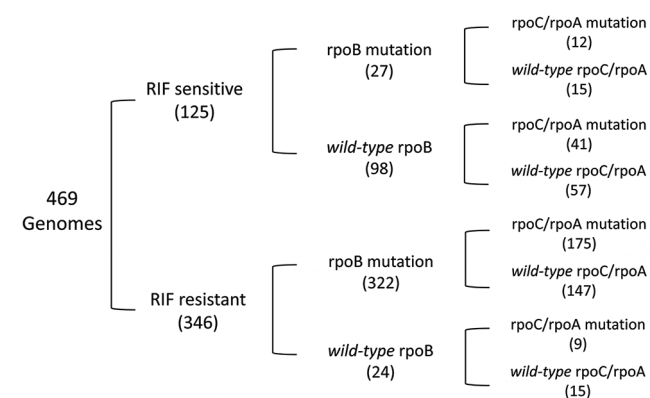 469
Genomes
RIF sensitive
(125)
rpoB mutation
(27)
rpoC/rpoA mutation
(12)
wild-type rpoC/rpoA
(15)
wild-type rpoB
(98)
rpoC/rpoA mutation
(41)
wild-type rpoC/rpoA
(57)
RIF resistant
(346)
rpoB mutation
(322)
rpoC/rpoA mutation
(175)
wild-type rpoC/rpoA
(147)
wild-type rpoB
(24)
rpoC/rpoA mutation
(9)
wild-type rpoC/rpoA
(15)